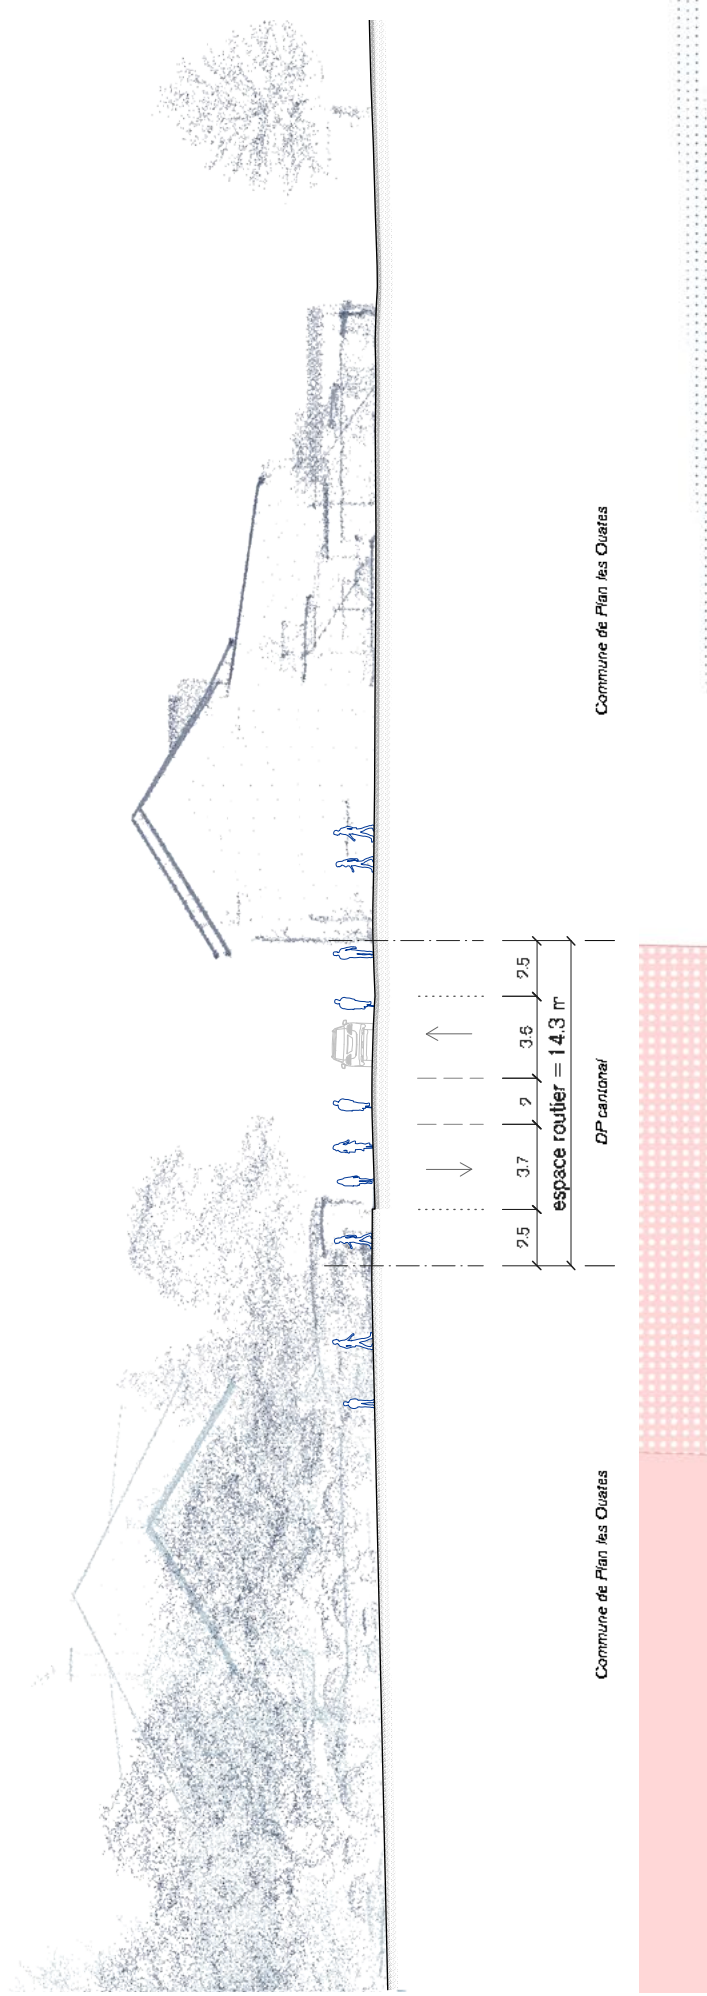 Commune de Plan les Ouates
DP cantonal
Commune de Plan les Ouates
2.5
3.7
2
3.6
2.5
espace routier = 14.3 m